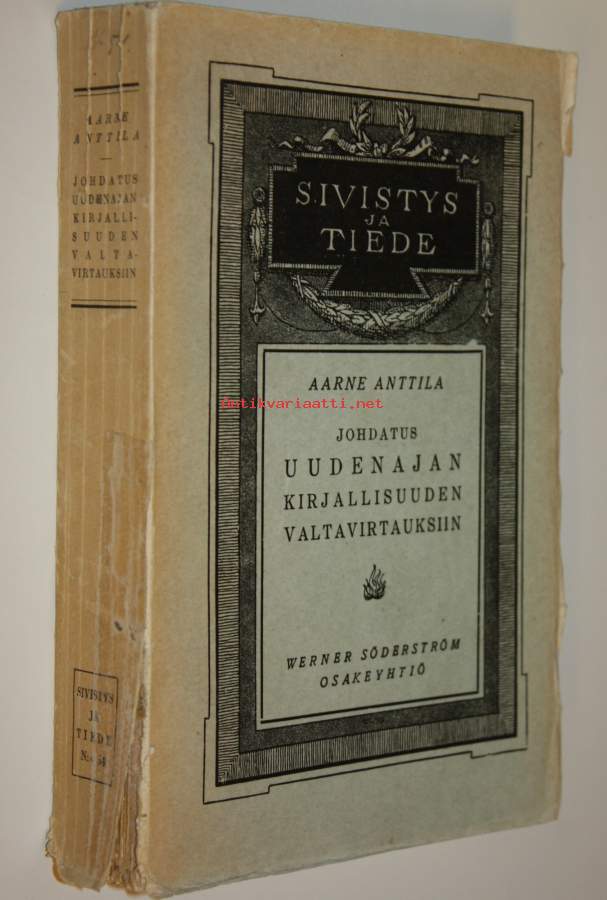 AARNE
ANTTILA
JOHDATUS
UUDENAJAN
KIRJALLI-
SUUDEN
VALTA-
VIRTAUKSIIN
SIVISTYS
JA
TIEDE
SIVISTYS
JA
TIEDE
AARNE ANTTILA
antikvariaatti.net
JOHDATUS
UUDENAJAN
KIRJALLISUUDEN
VALTAVIRTAUKSIIN
WERNER SÖDERSTRÖM
OSAKEYHTIÖ